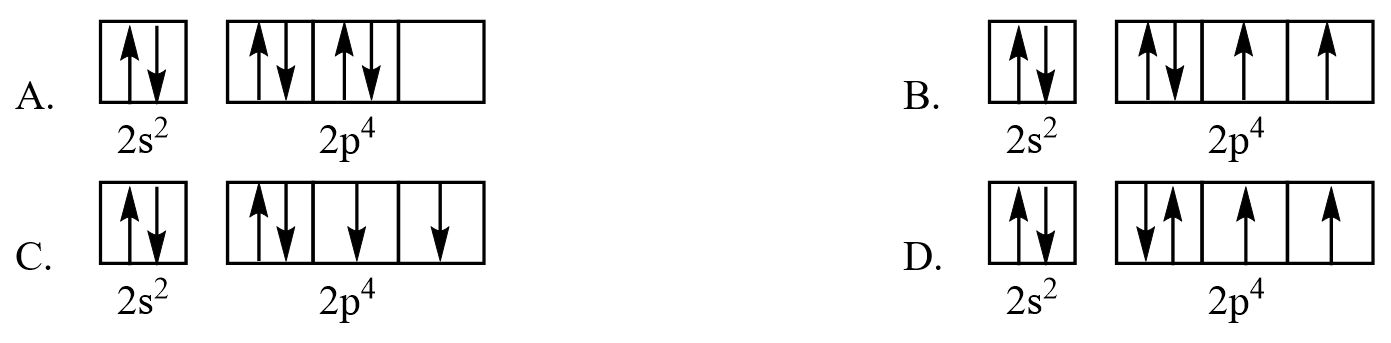 A. B.
2s² 2p⁴ 2s² 2p⁴
C. D.
2s² 2p⁴ 2s² 2p⁴